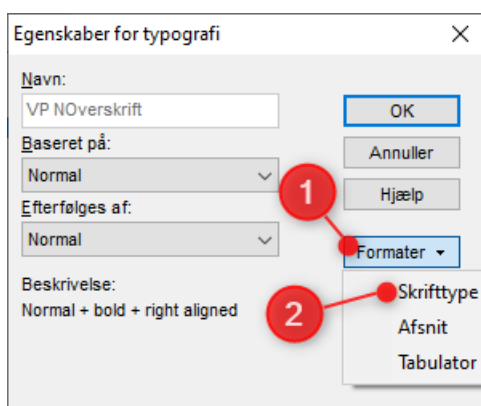 Egenskaber for typografi
Navn:
VP NOverskrift
OK
Baseret på:
Annuller
Normal
1
Hjælp
Efterfølges af:
Normal
Formater
Beskrivelse:
Skrifttype
Normal + bold + right aligned
2
Afsnit
Tabulator